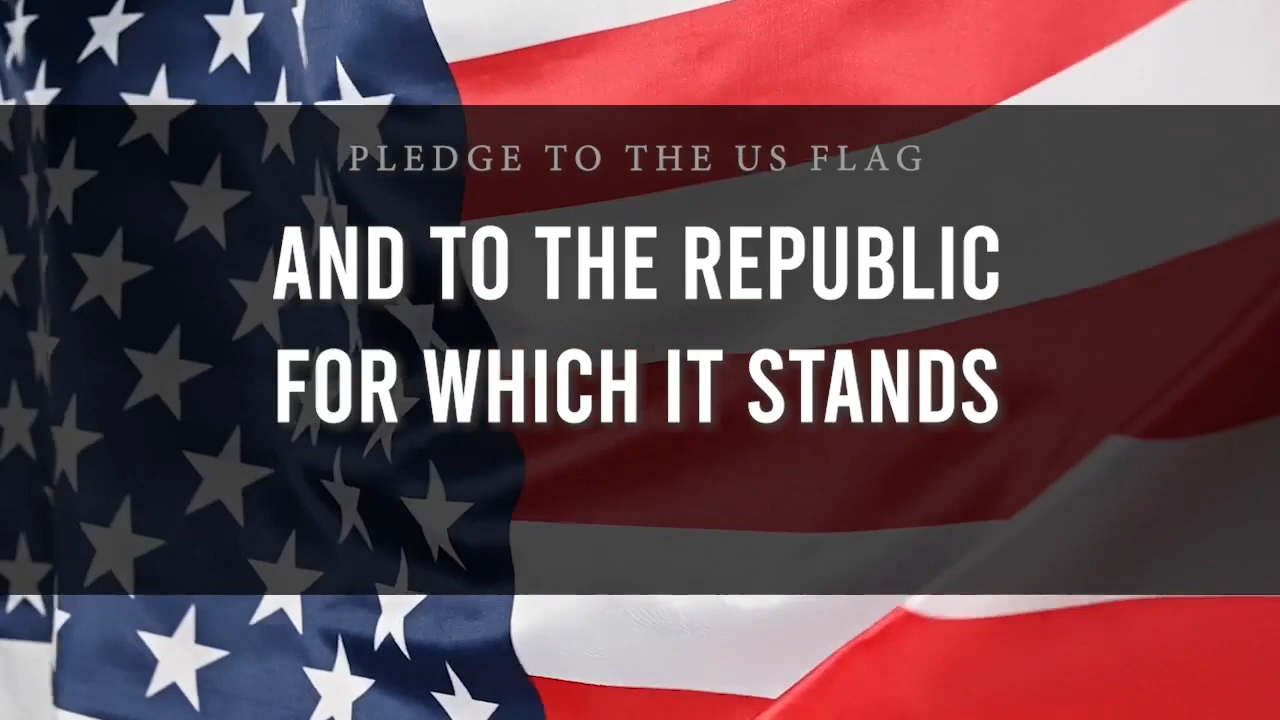 PLEDGE TO THE US FLAG
AND TO THE REPUBLIC
FOR WHICH IT STANDS